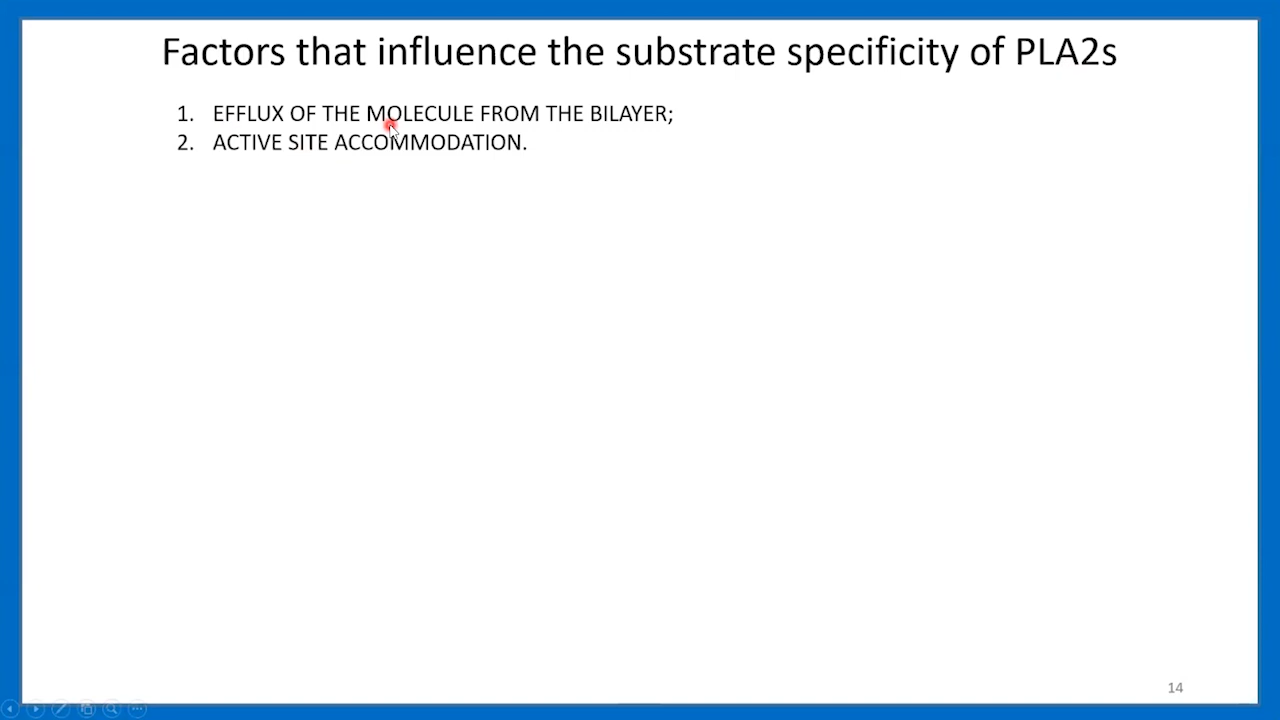 Factors that influence the substrate specificity of PLA2s
1. EFFLUX OF THE MOLECULE FROM THE BILAYER;
2. ACTIVE SITE ACCOMMODATION.
14